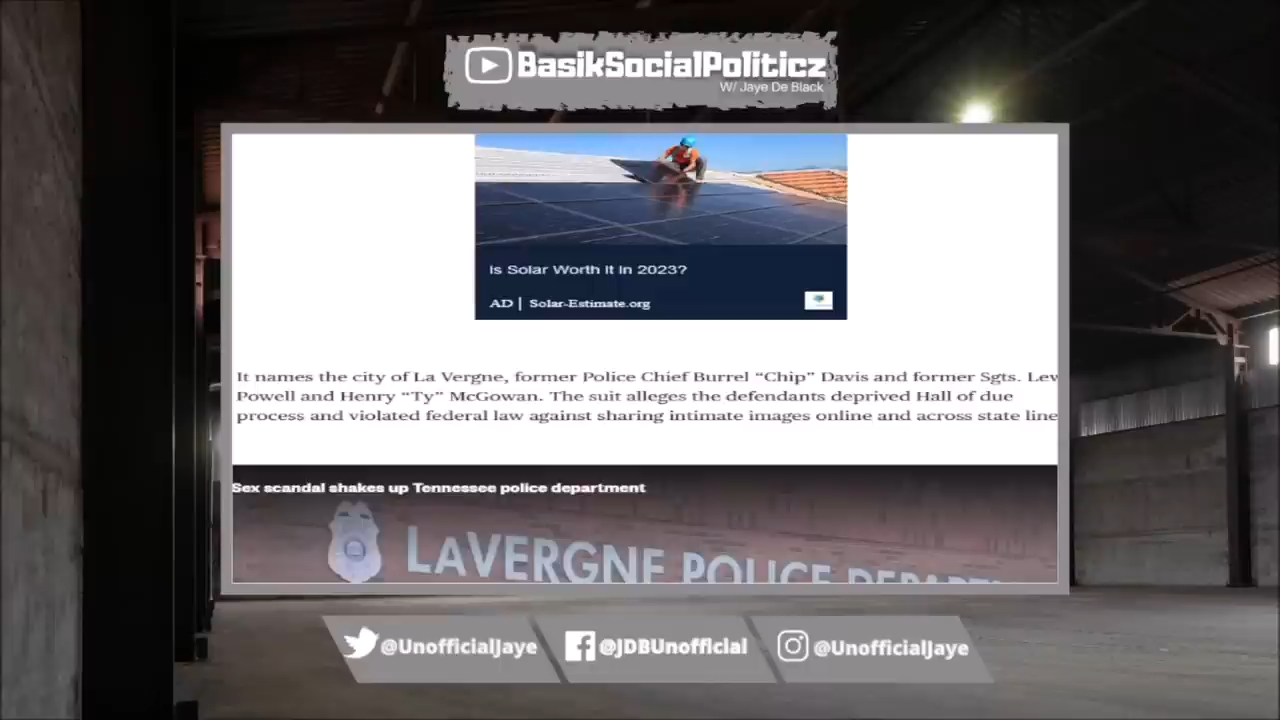 BasikSocialPoliticz
W/ Jaye De Black
Is Solar Worth It In 2023?
AD | Solar-Estimate.org
It names the city of La Vergne, former Police Chief Burrel “Chip” Davis and former Sgts. Lew
Powell and Henry “Ty” McGowan. The suit alleges the defendants deprived Hall of due
process and violated federal law against sharing intimate images online and across state line
Sex scandal shakes up Tennessee police department
LAVERGNE POLICE
@UnofficialJaye
@JDBUnofficial
@UnofficialJaye